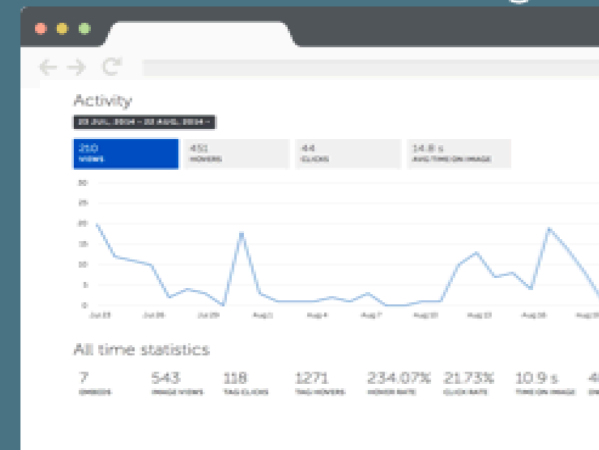 Activity
23 JUL, 2014 - 22 AUG, 2014
210 451 44 14.8 s
VIEWS HOVERS CLICKS AVG TIME ON IMAGE
30
25
20
15
10
5
0
Jul 23 Jul 26 Jul 29 Aug 1 Aug 4 Aug 7 Aug 10 Aug 13 Aug 16
All time statistics
7 543 118 1271 234.07% 21.73% 10.9 s
EMBEDS IMAGE VIEWS TAG CLICKS TAG HOVERS HOVER RATE CLICK RATE TIME ON IMAGE